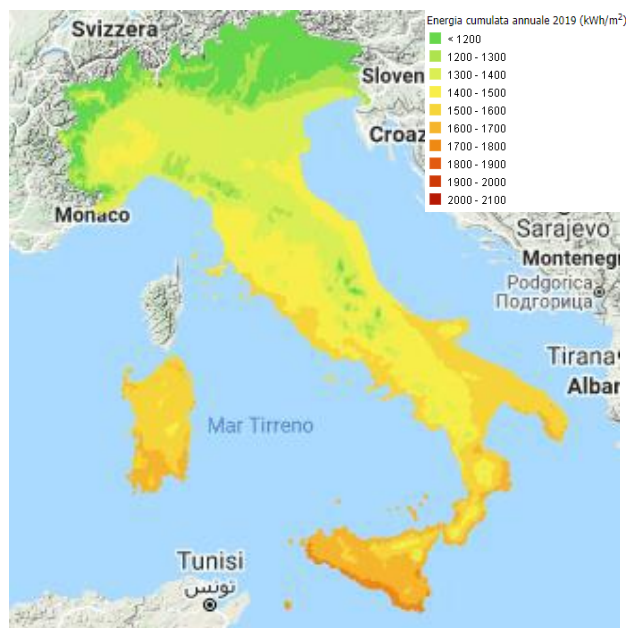 Energia cumulata annuale 2019 (kWh/m²)
< 1200
1200 - 1300
1300 - 1400
1400 - 1500
1500 - 1600
1600 - 1700
1700 - 1800
1800 - 1900
1900 - 2000
2000 - 2100
Svizzera
Sloven
Croaz
Monaco
Sarajevo
Montenegr
Podgorica
Подгорица
Tirana
Alban
Mar Tirreno
Tunisi
تونس